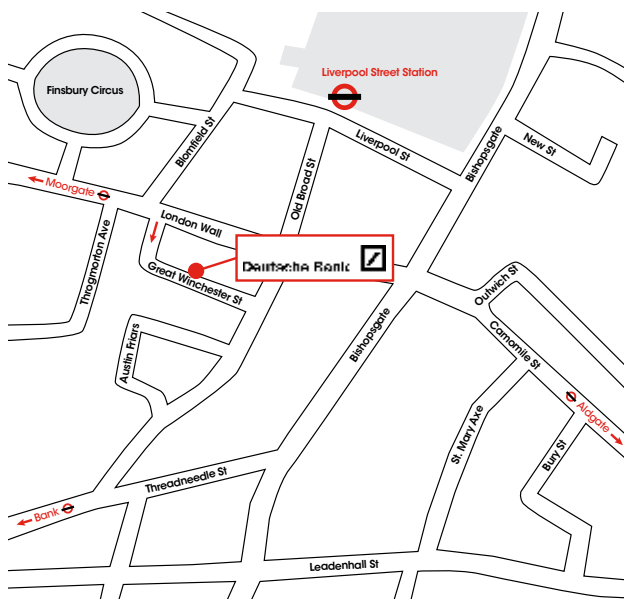 Liverpool Street Station
Finsbury Circus
Blomfield St
Liverpool St
Bishopsgate
New St
Moorgate
Old Broad St
London Wall
Throgmorton Ave
Great Winchester St
Deutsche Bank
Outwich St
Bishopsgate
Camomile St
Austin Friars
Aldgate
St. Mary Axe
Bury St
Threadneedle St
Bank
Leadenhall St